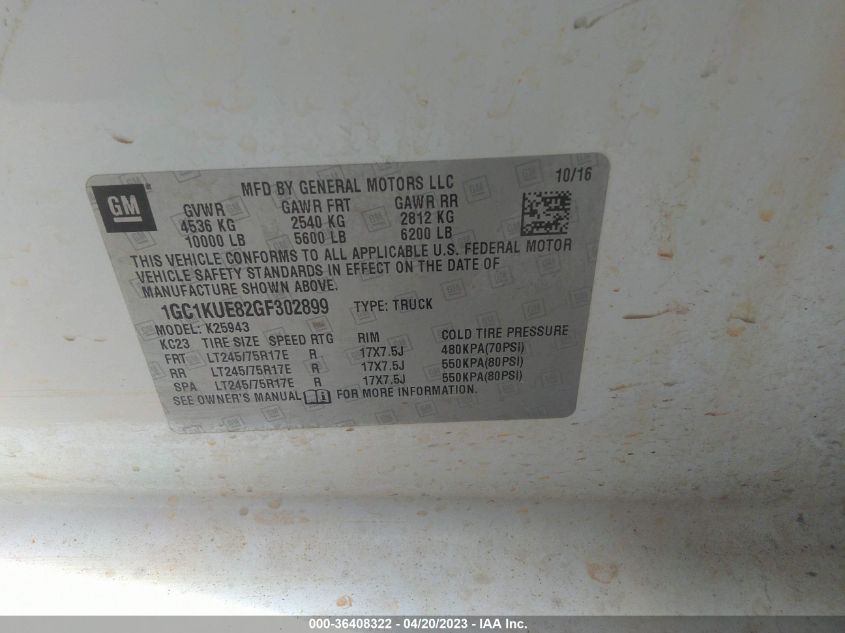 GM
MFD BY GENERAL MOTORS LLC 10/16
GVWR GAWR FRT GAWR RR
4536 KG 2540 KG 2812 KG
10000 LB 5600 LB 6200 LB
THIS VEHICLE CONFORMS TO ALL APPLICABLE U.S. FEDERAL MOTOR
VEHICLE SAFETY STANDARDS IN EFFECT ON THE DATE OF
MANUFACTURE SHOWN ABOVE.
1GC1KUE82GF302899 TYPE: TRUCK
MODEL: K25943
KC23 TIRE SIZE SPEED RTG RIM COLD TIRE PRESSURE
FRT LT245/75R17E R 17X7.5J 480KPA(70PSI)
RR LT245/75R17E R 17X7.5J 550KPA(80PSI)
SPA LT245/75R17E R 17X7.5J 550KPA(80PSI)
SEE OWNER'S MANUAL FOR MORE INFORMATION.
000-36408322 - 04/20/2023 - IAA Inc.